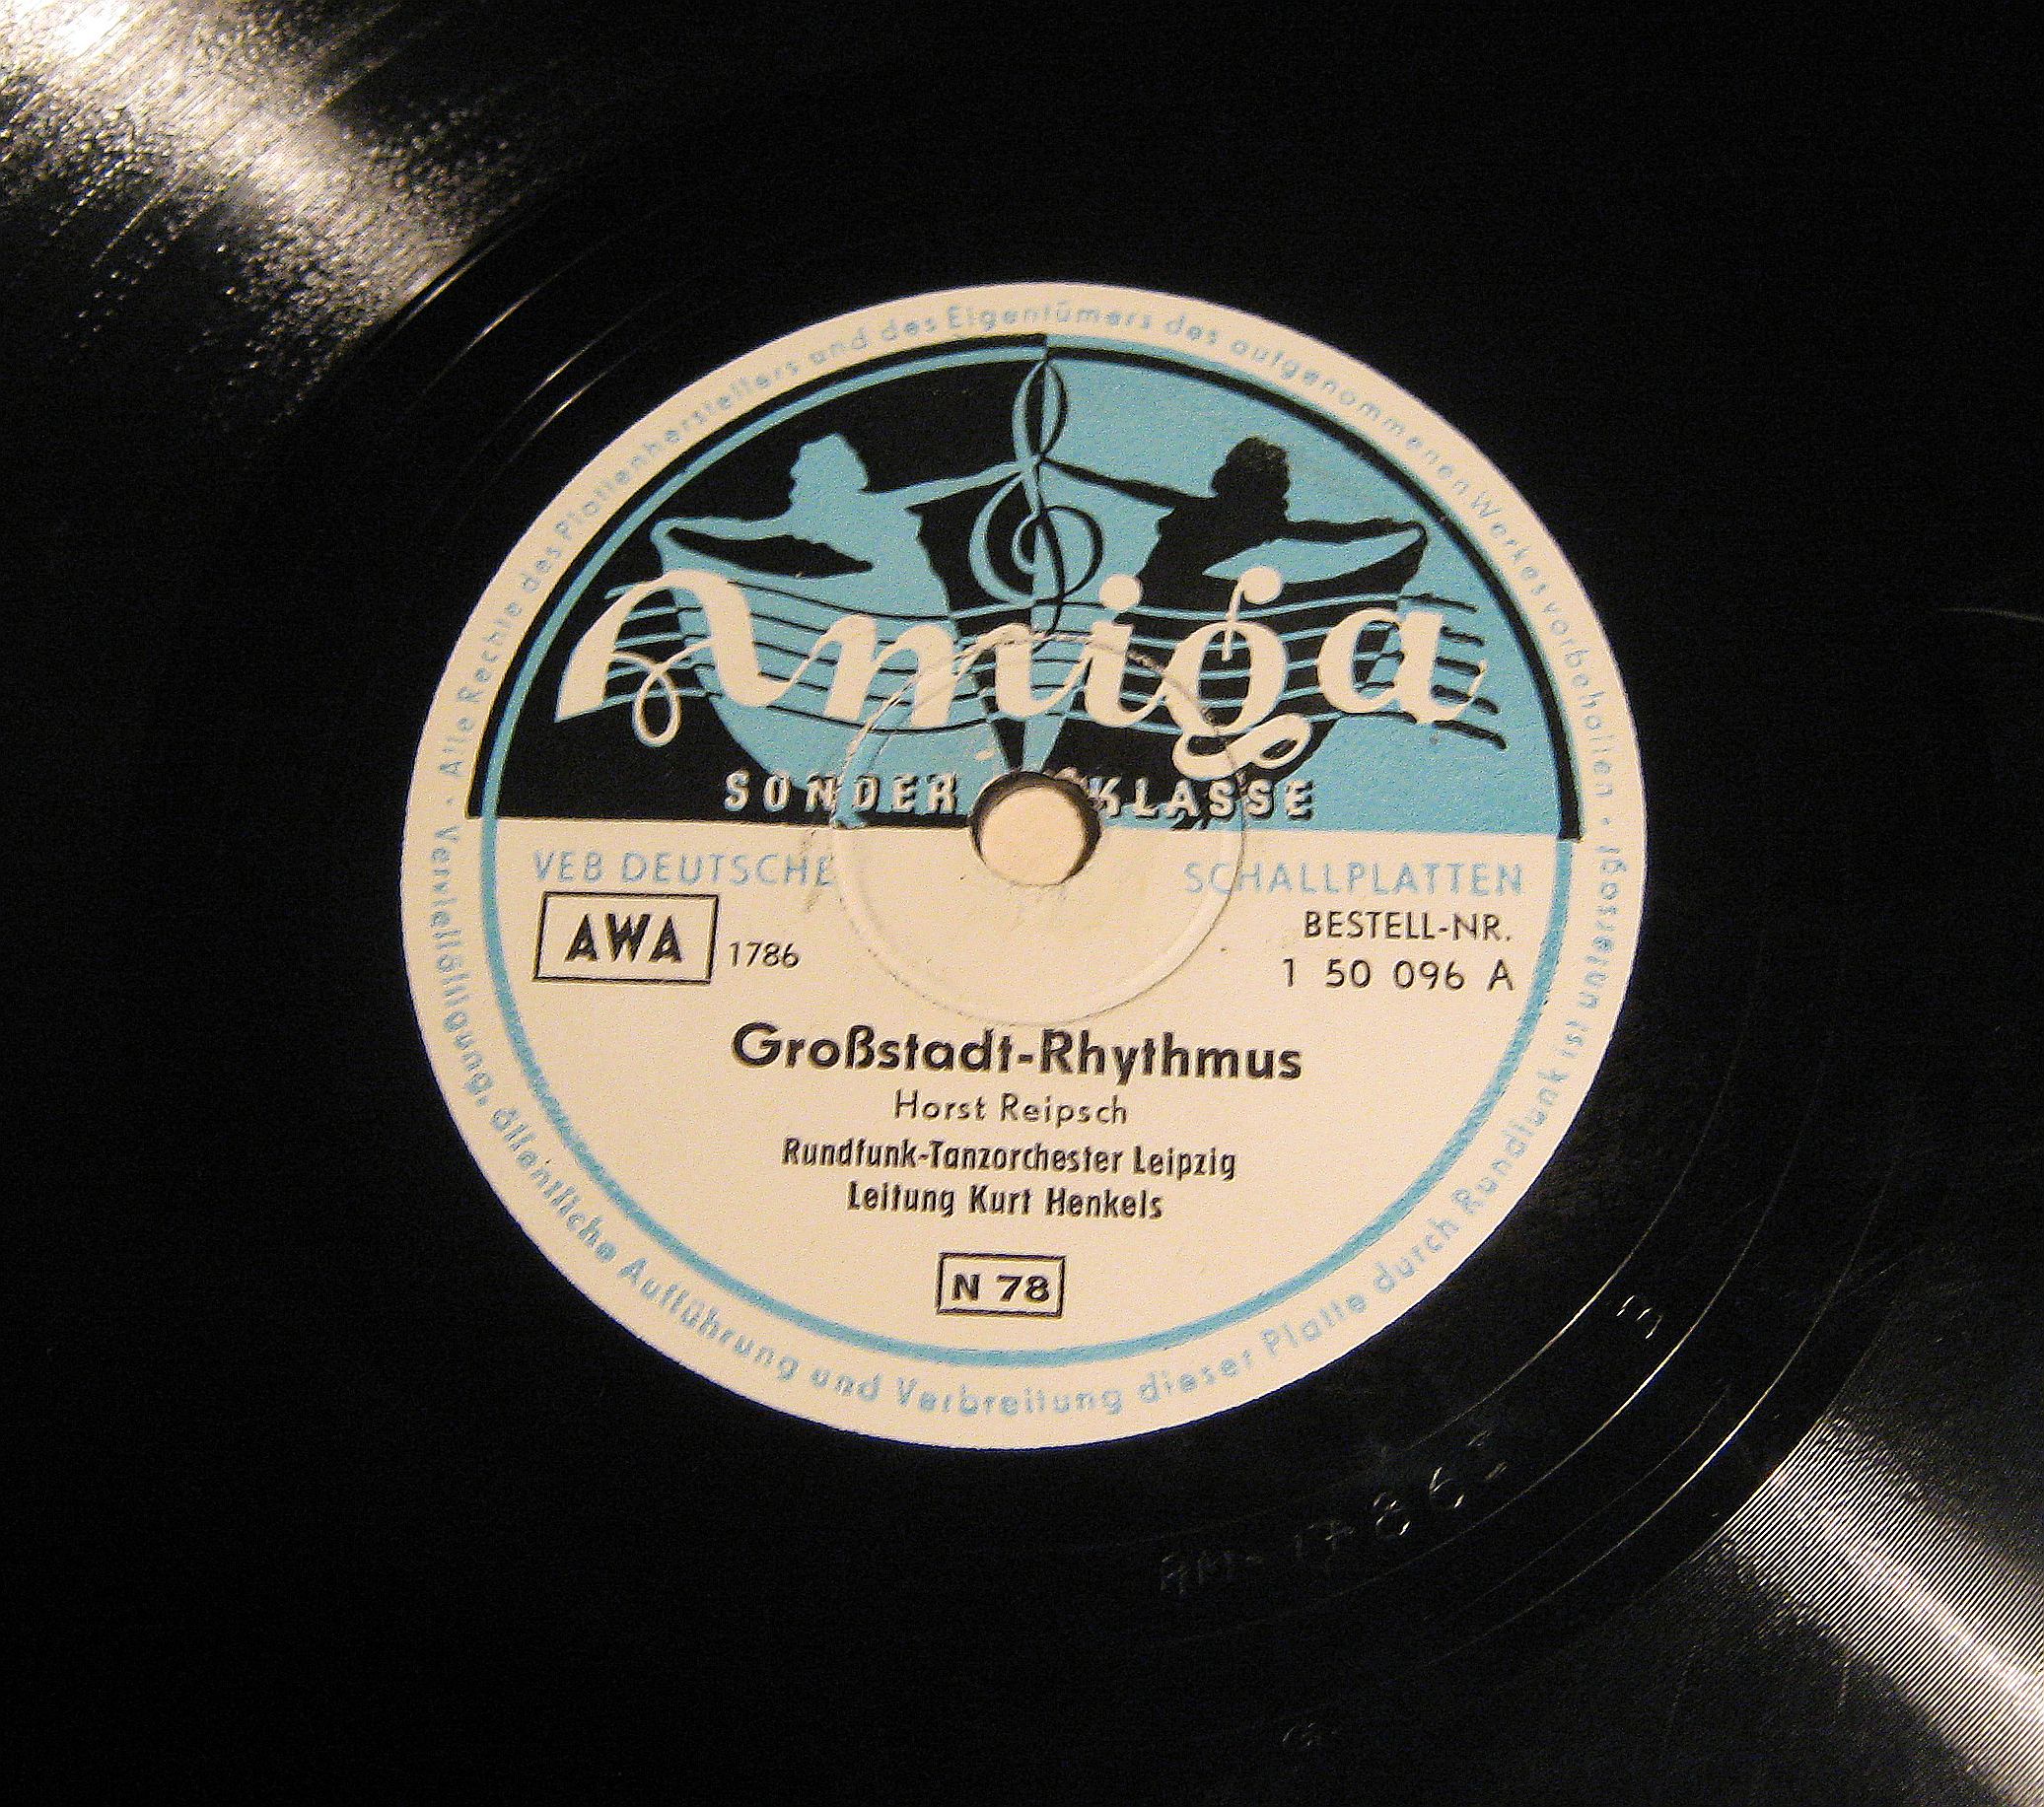 Alle Rechte des Plattenherstellers und des Eigentümers des aufgenommenen Werkes vorbehalten · Vervielfältigung, öffentliche Aufführung und Verbreitung dieser Platte durch Rundfunk ist untersagt!
Amiga
SONDER KLASSE
VEB DEUTSCHE SCHALLPLATTEN
AWA 1786
BESTELL-NR.
1 50 096 A
Großstadt-Rhythmus
Horst Reipsch
Rundfunk-Tanzorchester Leipzig
Leitung Kurt Henkels
N 78